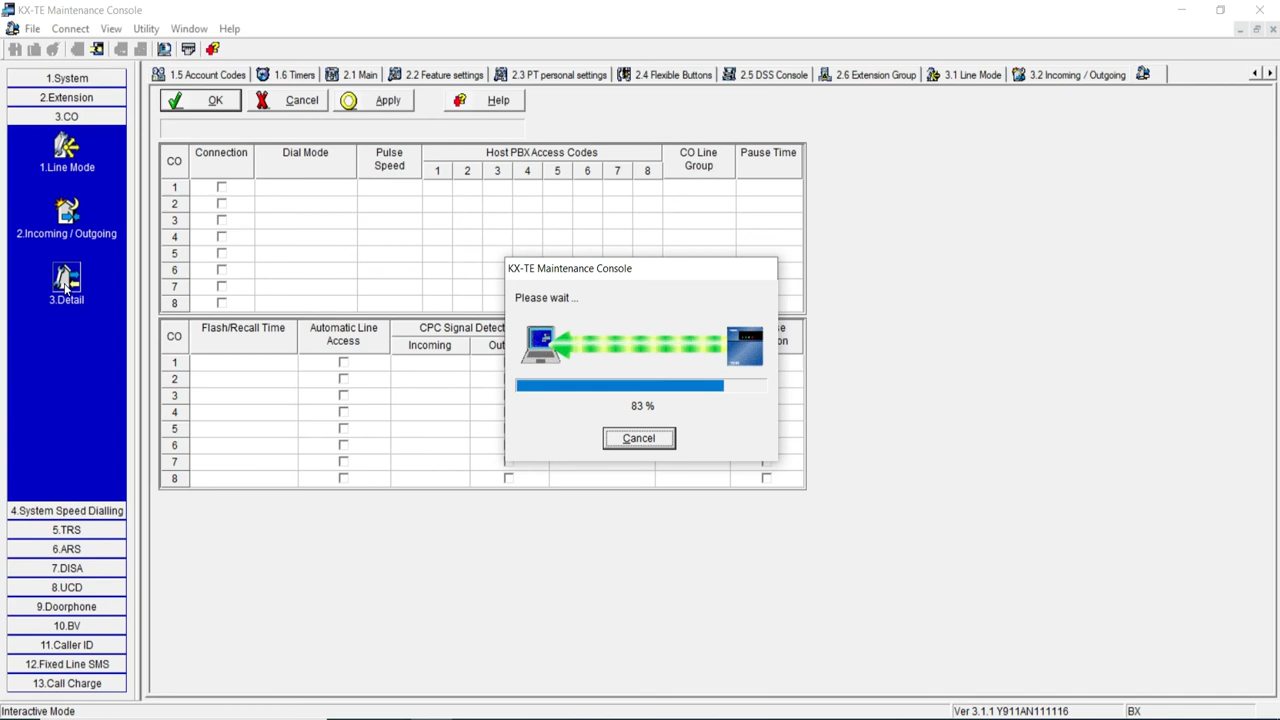 KX-TE Maintenance Console
File Connect View Utility Window Help
1.System
2.Extension
3.CO
1.Line Mode
2.Incoming / Outgoing
3.Detail
4.System Speed Dialling
5.TRS
6.ARS
7.DISA
8.UCD
9.Doorphone
10.BV
11.Caller ID
12.Fixed Line SMS
13.Call Charge
1.5 Account Codes 1.6 Timers 2.1 Main 2.2 Feature settings 2.3 PT personal settings 2.4 Flexible Buttons 2.5 DSS Console 2.6 Extension Group 3.1 Line Mode 3.2 Incoming / Outgoing
OK Cancel Apply Help
CO Connection Dial Mode Pulse Speed Host PBX Access Codes CO Line Group Pause Time
1 2 3 4 5 6 7 8
1
2
3
4
5
6
7
8
CO Flash/Recall Time Automatic Line Access CPC Signal Detect
Incoming
1
2
3
4
5
6
7
8
KX-TE Maintenance Console
Please wait ...
83 %
Cancel
Interactive Mode Ver 3.1.1 Y911AN111116 BX